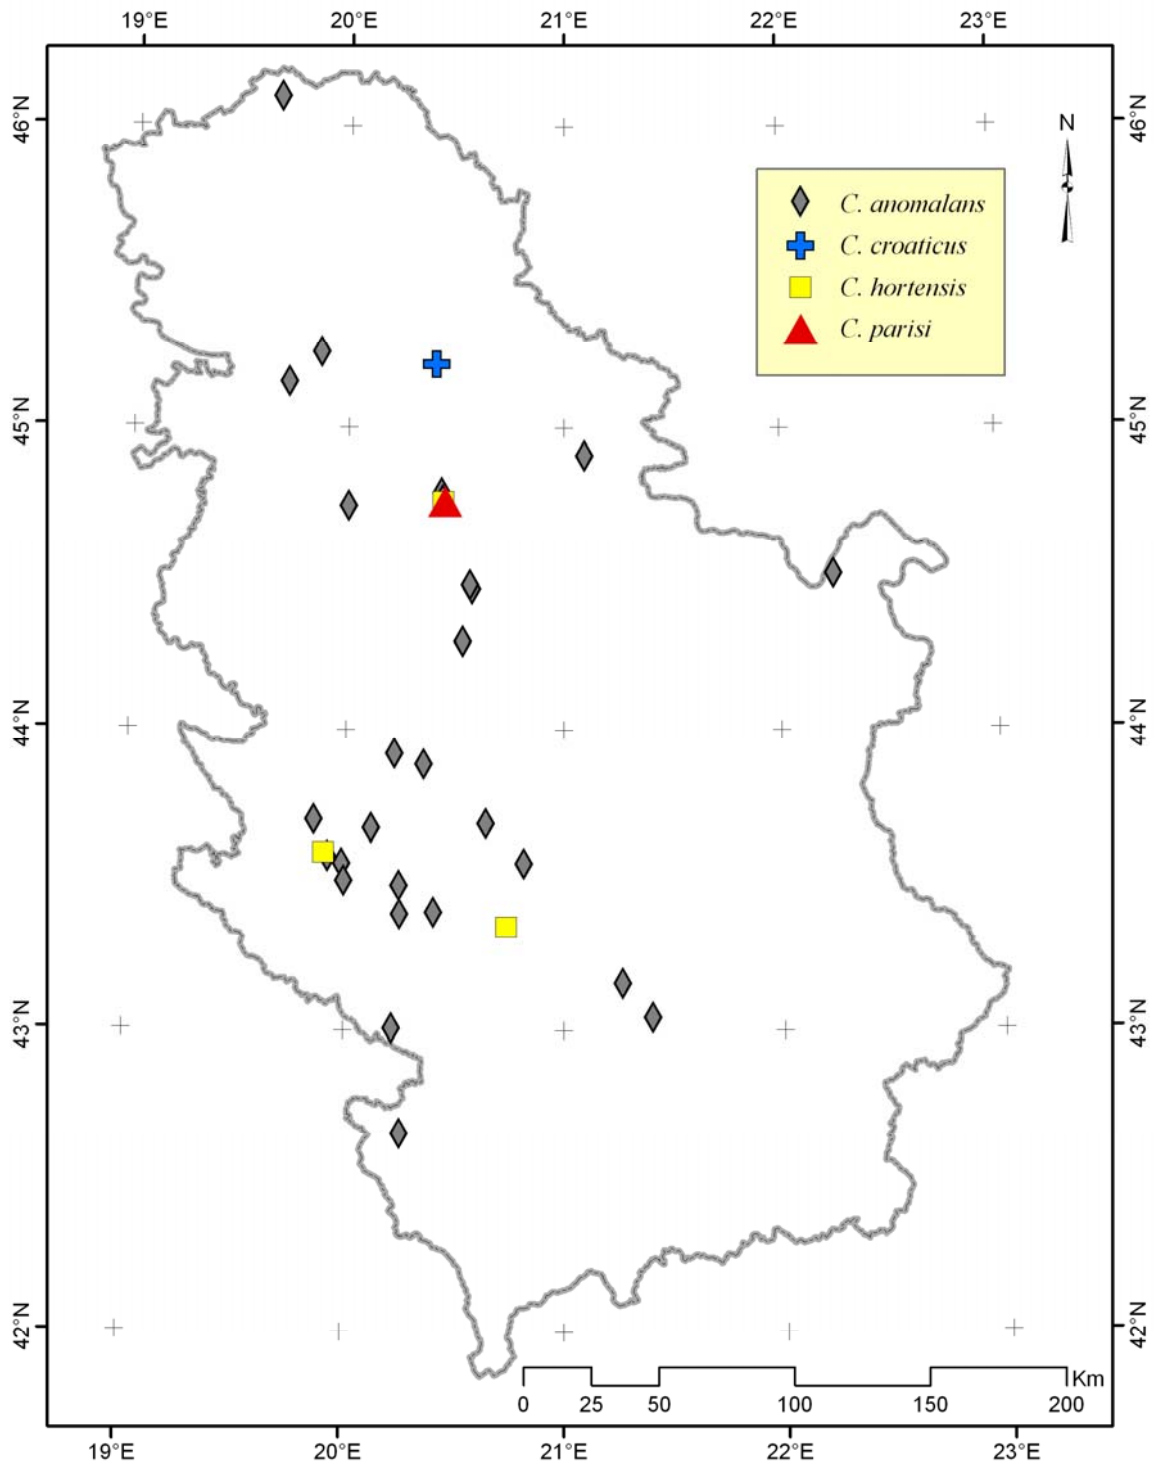 19°E 20°E 21°E 22°E 23°E
46°N 46°N
N
C. anomalans
C. croaticus
C. hortensis
C. parisi
45°N 45°N
44°N 44°N
43°N 43°N
42°N 42°N
Km
0 25 50 100 150 200
19°E 20°E 21°E 22°E 23°E